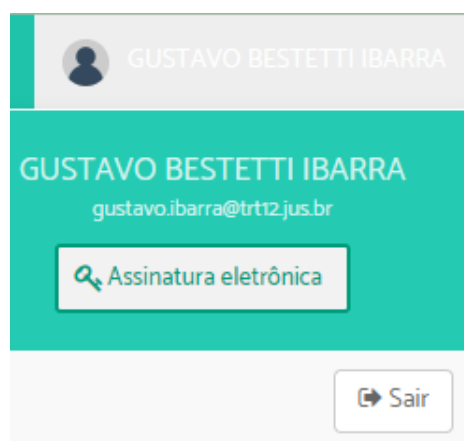 GUSTAVO BESTETTI IBARRA
GUSTAVO BESTETTI IBARRA
gustavo.ibarra@trt12.jus.br
Assinatura eletrônica
Sair